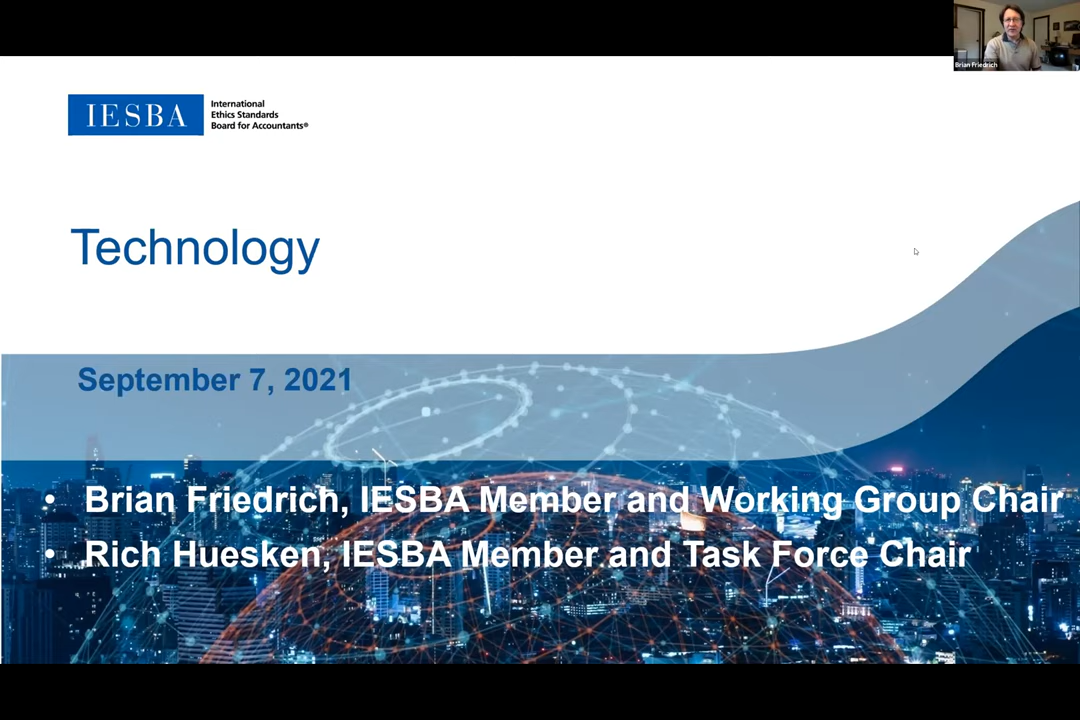 Brian Friedrich
IESBA
International
Ethics Standards
Board for Accountants®
Technology
September 7, 2021
• Brian Friedrich, IESBA Member and Working Group Chair
• Rich Huesken, IESBA Member and Task Force Chair